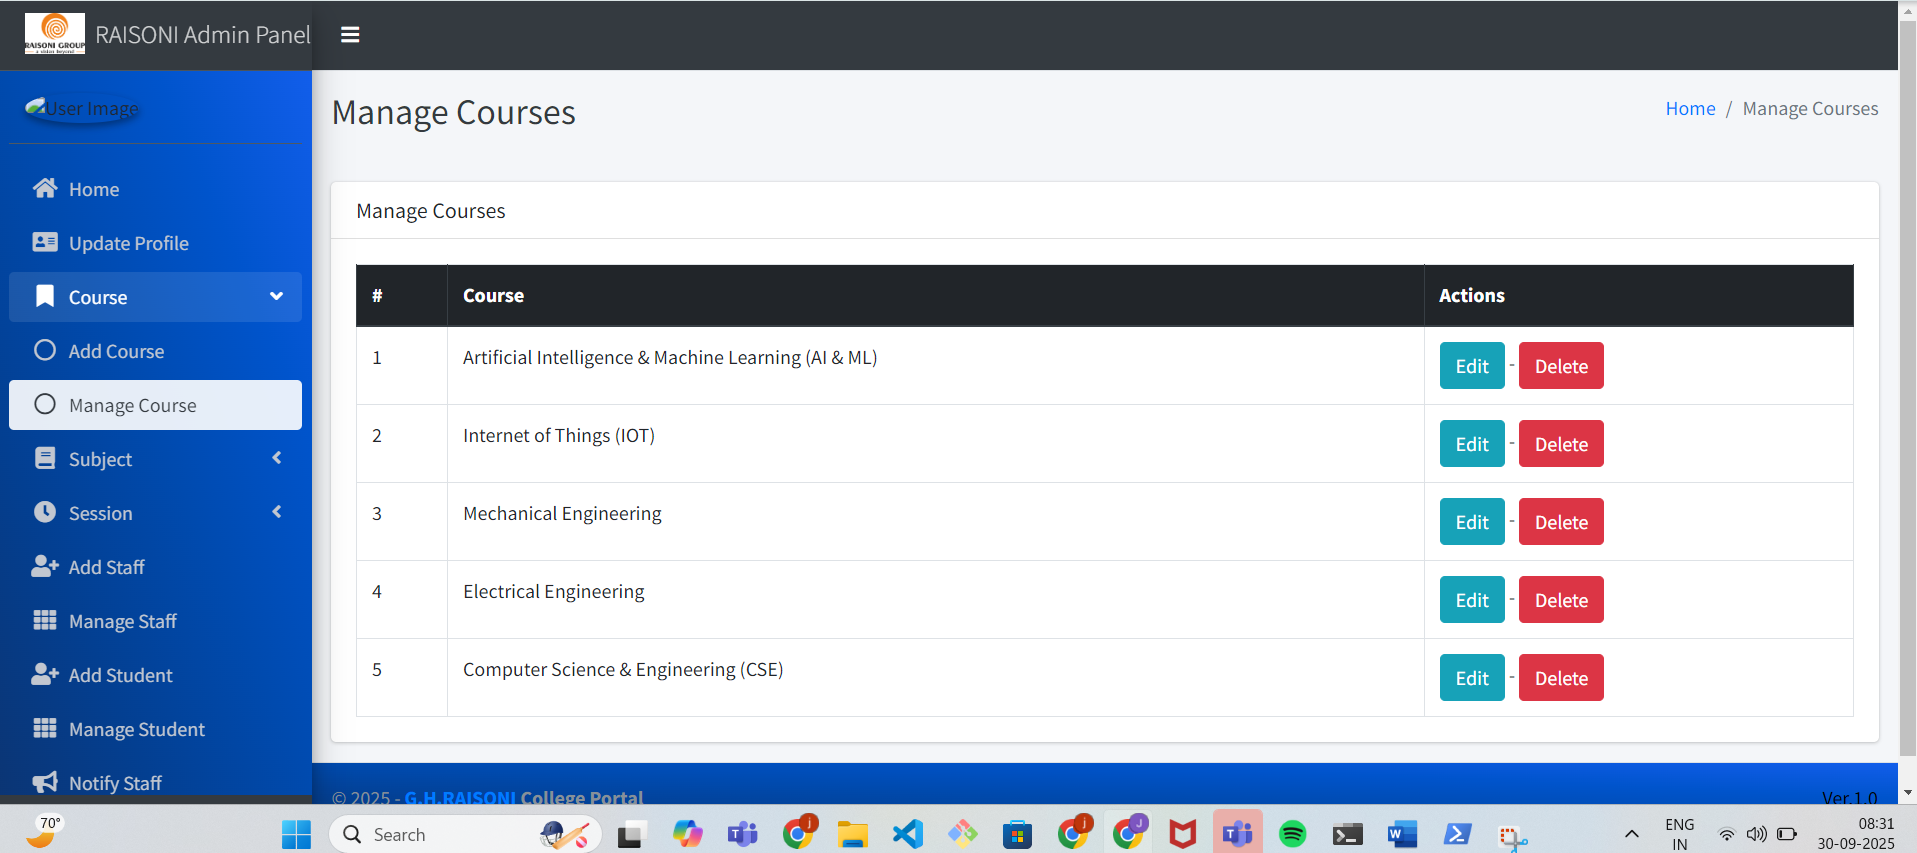 RAISONI GROUP
a vision beyond
RAISONI Admin Panel
User Image
Home
Update Profile
Course
Add Course
Manage Course
Subject
Session
Add Staff
Manage Staff
Add Student
Manage Student
Notify Staff
Manage Courses
Home / Manage Courses
Manage Courses
# Course Actions
1 Artificial Intelligence & Machine Learning (AI & ML) Edit - Delete
2 Internet of Things (IOT) Edit - Delete
3 Mechanical Engineering Edit - Delete
4 Electrical Engineering Edit - Delete
5 Computer Science & Engineering (CSE) Edit - Delete
© 2025 - G.H.RAISONI College Portal
Ver.1.0
70°
Search
j
j
J
ENG
IN
08:31
30-09-2025